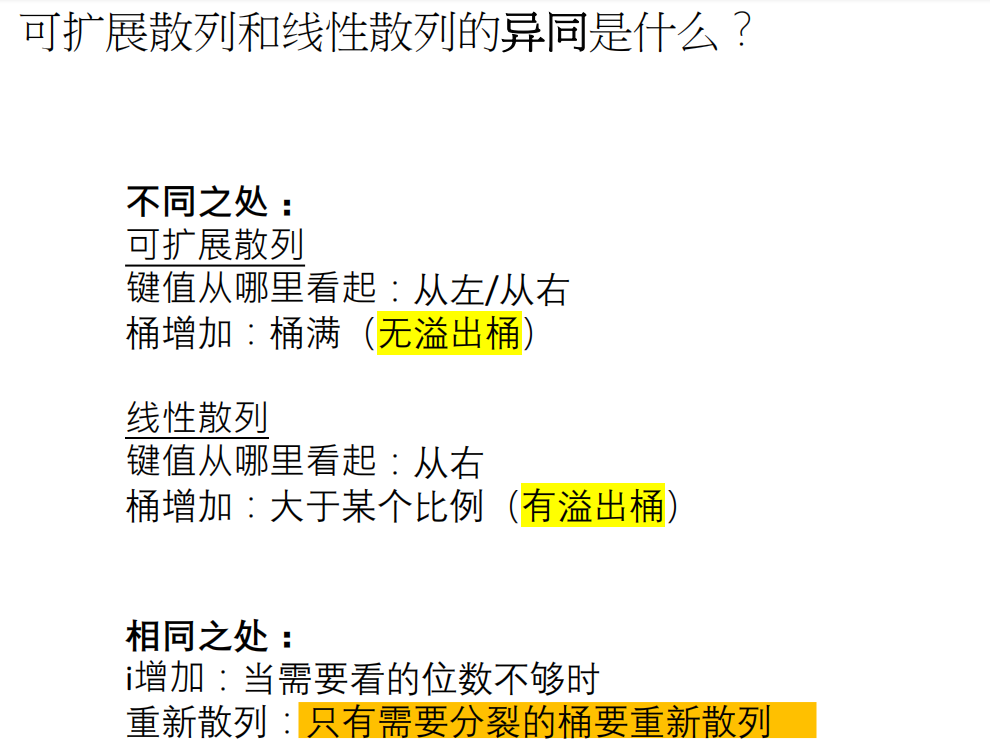 可扩展散列和线性散列的异同是什么？
不同之处：
可扩展散列
键值从哪里看起：从左/从右
桶增加：桶满（无溢出桶）
线性散列
键值从哪里看起：从右
桶增加：大于某个比例（有溢出桶）
相同之处：
i增加：当需要看的位数不够时
重新散列：只有需要分裂的桶要重新散列